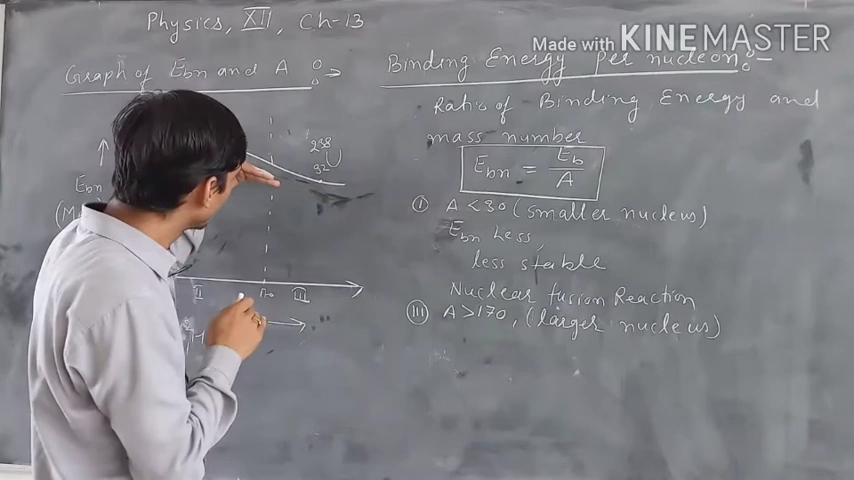 Physics, XII, Ch-13
Made with KINEMASTER
Graph of Ebn and A
Binding Energy per nucleon:-
Ratio of Binding Energy and
mass number
Ebn = Eb/A
238
92 U
Ebn
(M
(I) A < 30 (smaller nucleus)
Ebn Less,
less stable
Nuclear fusion Reaction
(III) A > 170, (larger nucleus)
II
170
III